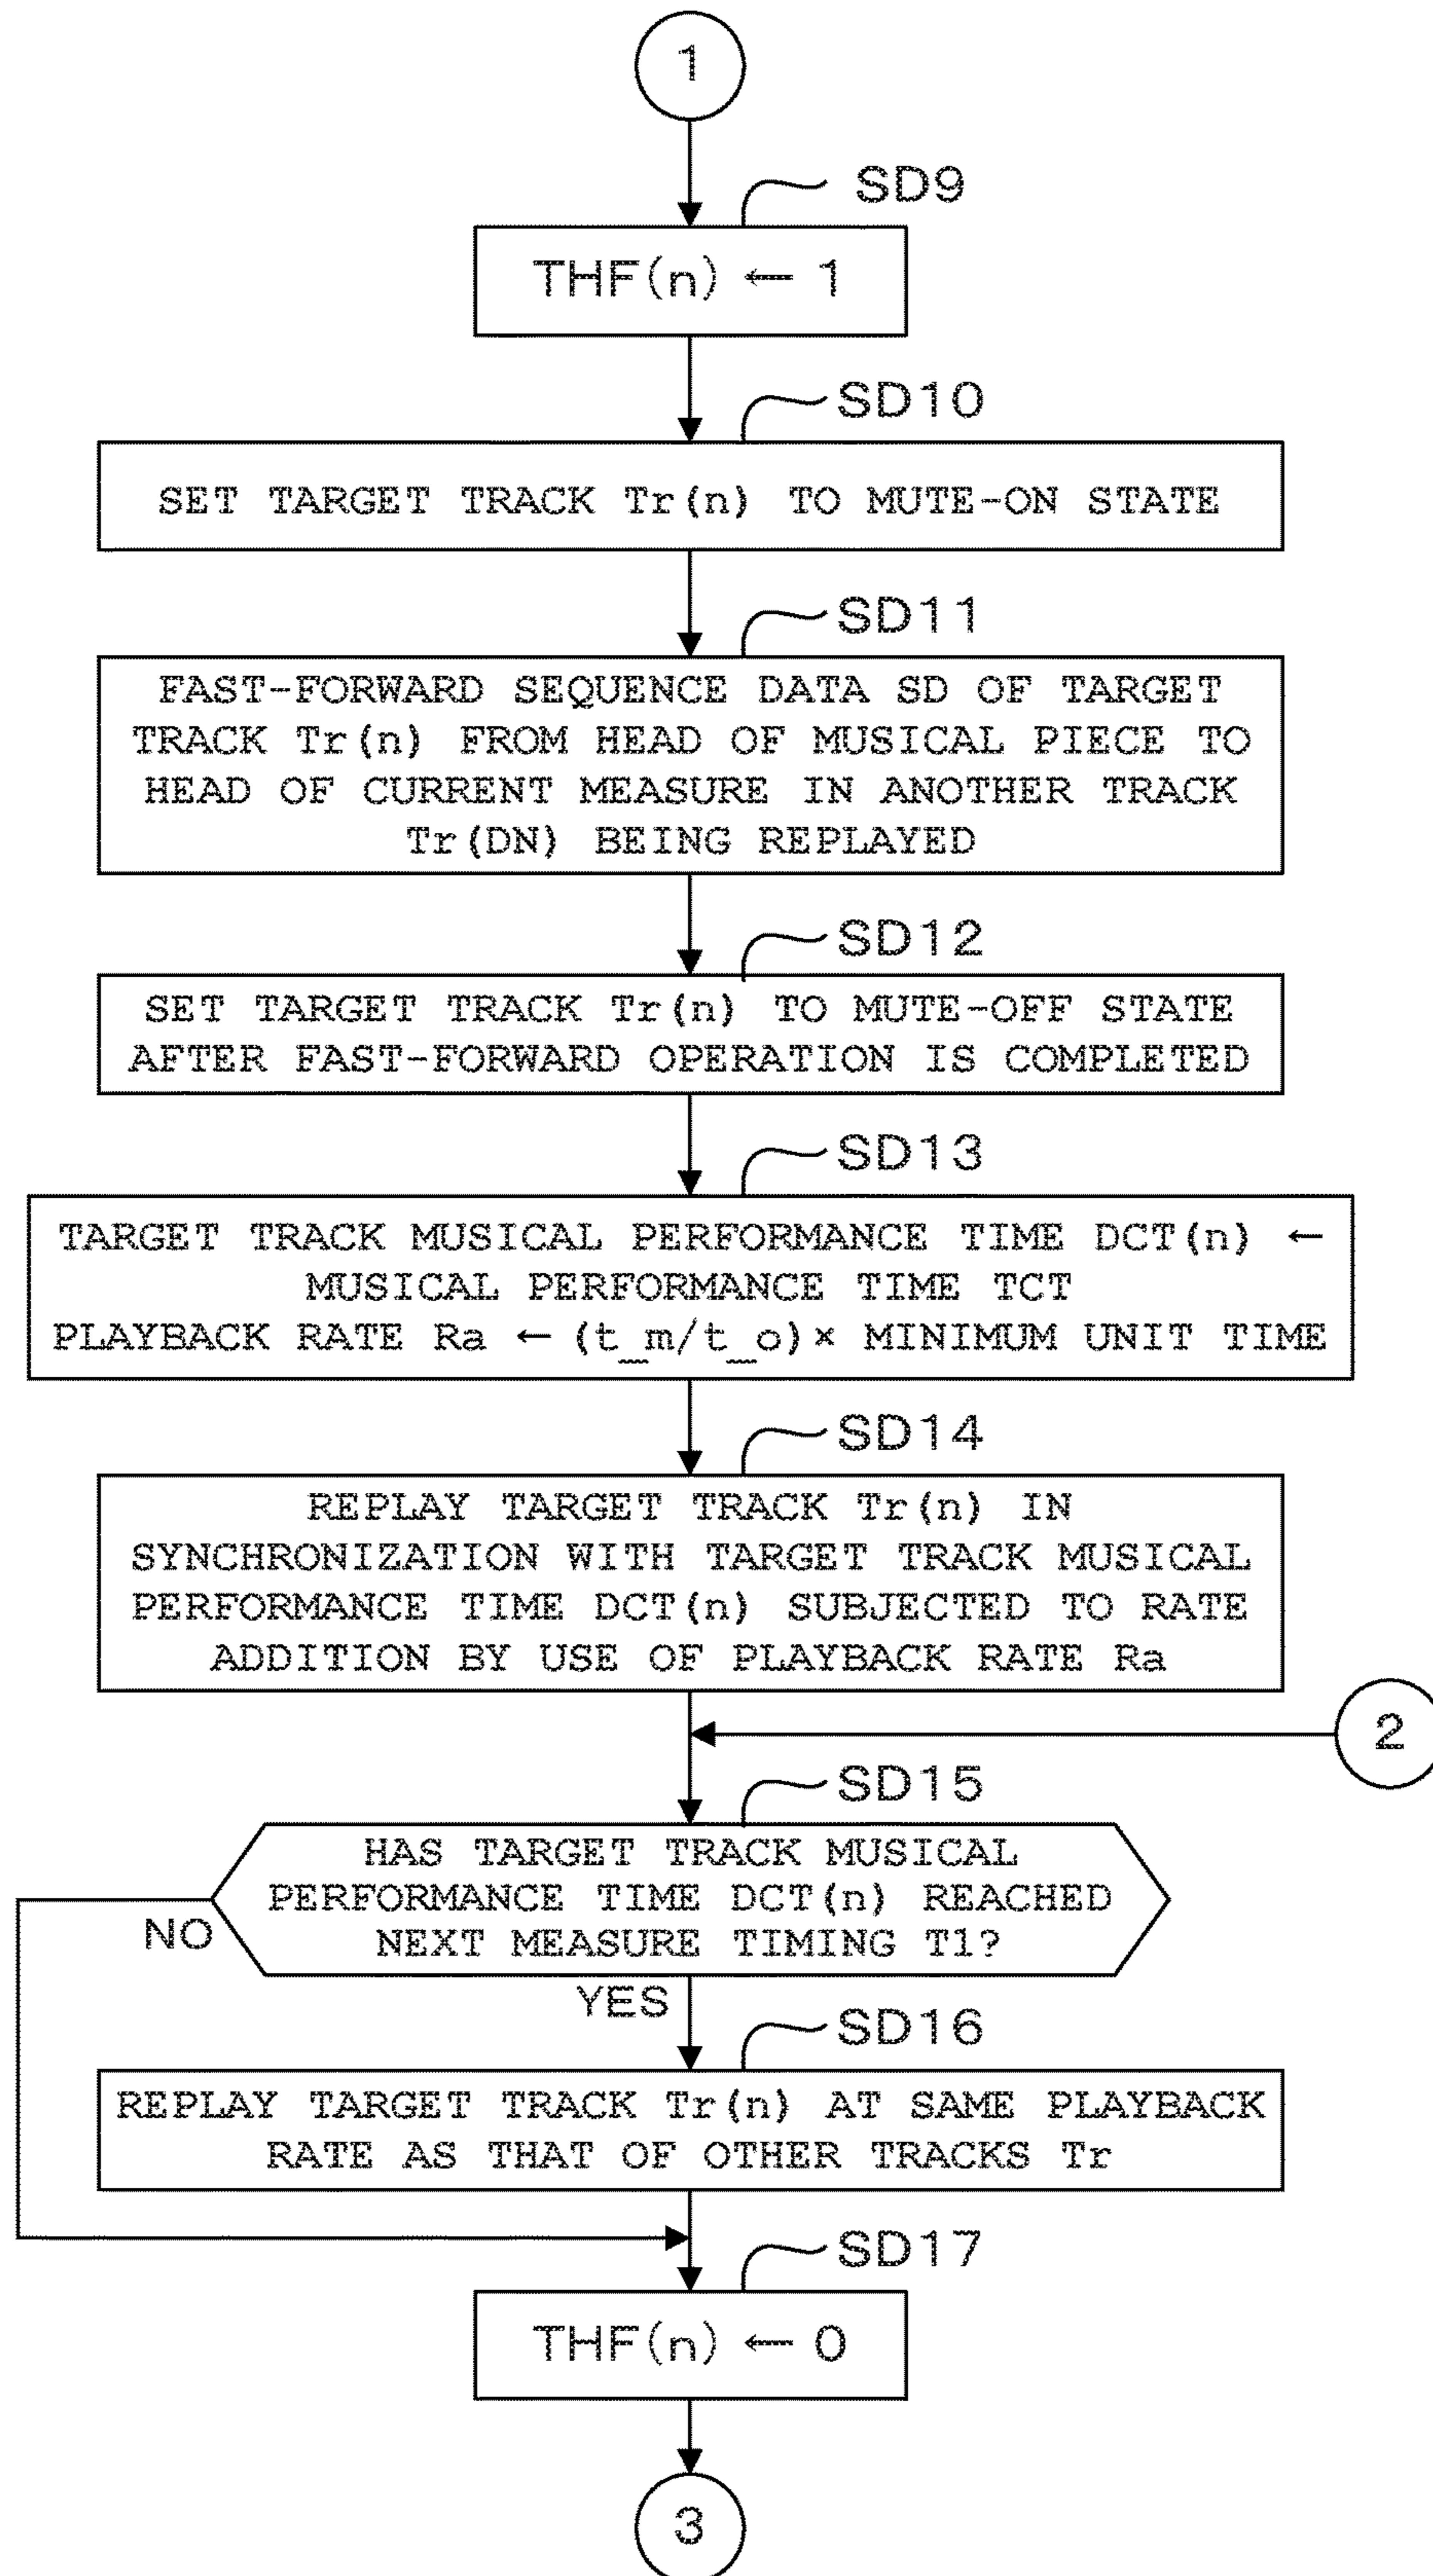 1
SD9
THF(n) ← 1
SD10
SET TARGET TRACK Tr(n) TO MUTE-ON STATE
SD11
FAST-FORWARD SEQUENCE DATA SD OF TARGET
TRACK Tr(n) FROM HEAD OF MUSICAL PIECE TO
HEAD OF CURRENT MEASURE IN ANOTHER TRACK
Tr(DN) BEING REPLAYED
SD12
SET TARGET TRACK Tr(n) TO MUTE-OFF STATE
AFTER FAST-FORWARD OPERATION IS COMPLETED
SD13
TARGET TRACK MUSICAL PERFORMANCE TIME DCT(n) ←
MUSICAL PERFORMANCE TIME TCT
PLAYBACK RATE Ra ← (t_m/t_o)× MINIMUM UNIT TIME
SD14
REPLAY TARGET TRACK Tr(n) IN
SYNCHRONIZATION WITH TARGET TRACK MUSICAL
PERFORMANCE TIME DCT(n) SUBJECTED TO RATE
ADDITION BY USE OF PLAYBACK RATE Ra
2
SD15
HAS TARGET TRACK MUSICAL
PERFORMANCE TIME DCT(n) REACHED
NEXT MEASURE TIMING T1?
NO
YES
SD16
REPLAY TARGET TRACK Tr(n) AT SAME PLAYBACK
RATE AS THAT OF OTHER TRACKS Tr
SD17
THF(n) ← 0
3